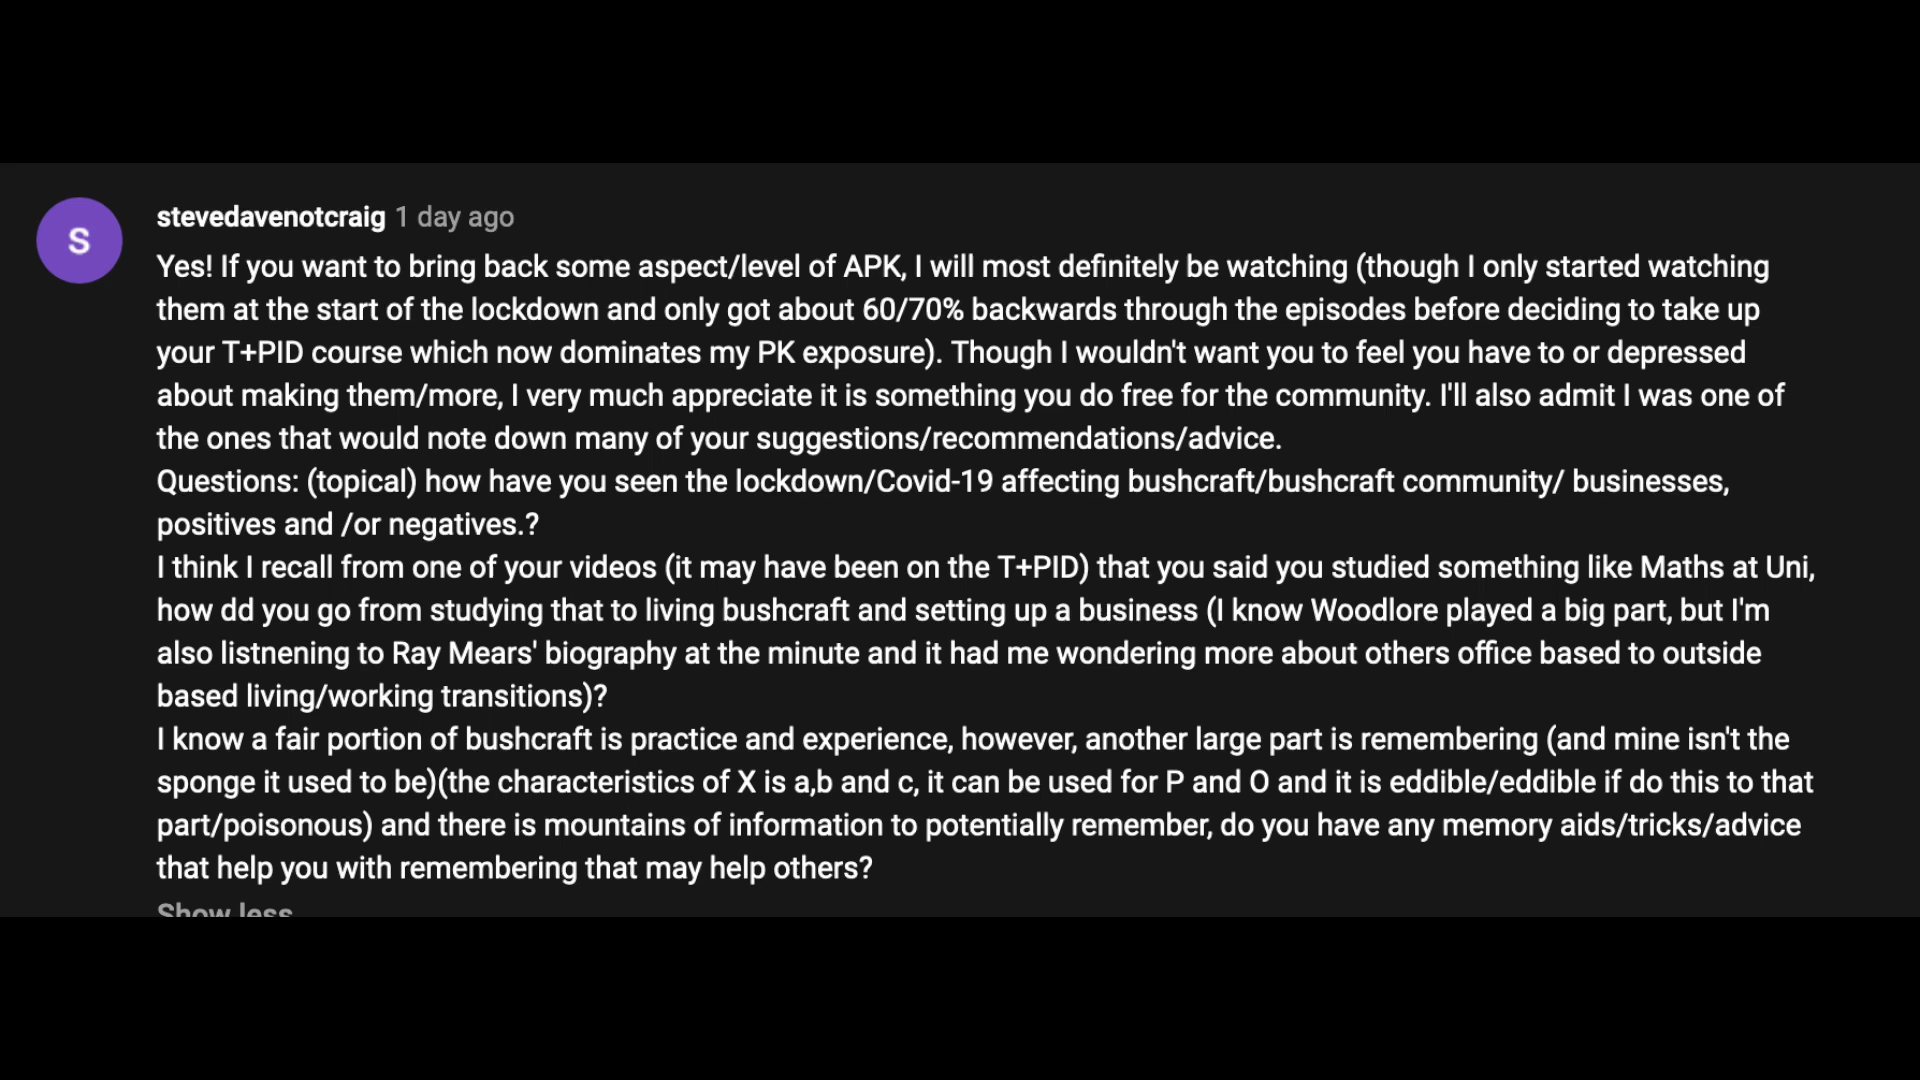 S
stevedavenotcraig 1 day ago
Yes! If you want to bring back some aspect/level of APK, I will most definitely be watching (though I only started watching
them at the start of the lockdown and only got about 60/70% backwards through the episodes before deciding to take up
your T+PID course which now dominates my PK exposure). Though I wouldn't want you to feel you have to or depressed
about making them/more, I very much appreciate it is something you do free for the community. I'll also admit I was one of
the ones that would note down many of your suggestions/recommendations/advice.
Questions: (topical) how have you seen the lockdown/Covid-19 affecting bushcraft/bushcraft community/ businesses,
positives and /or negatives.?
I think I recall from one of your videos (it may have been on the T+PID) that you said you studied something like Maths at Uni,
how dd you go from studying that to living bushcraft and setting up a business (I know Woodlore played a big part, but I'm
also listnening to Ray Mears' biography at the minute and it had me wondering more about others office based to outside
based living/working transitions)?
I know a fair portion of bushcraft is practice and experience, however, another large part is remembering (and mine isn't the
sponge it used to be)(the characteristics of X is a,b and c, it can be used for P and O and it is eddible/eddible if do this to that
part/poisonous) and there is mountains of information to potentially remember, do you have any memory aids/tricks/advice
that help you with remembering that may help others?
Show less